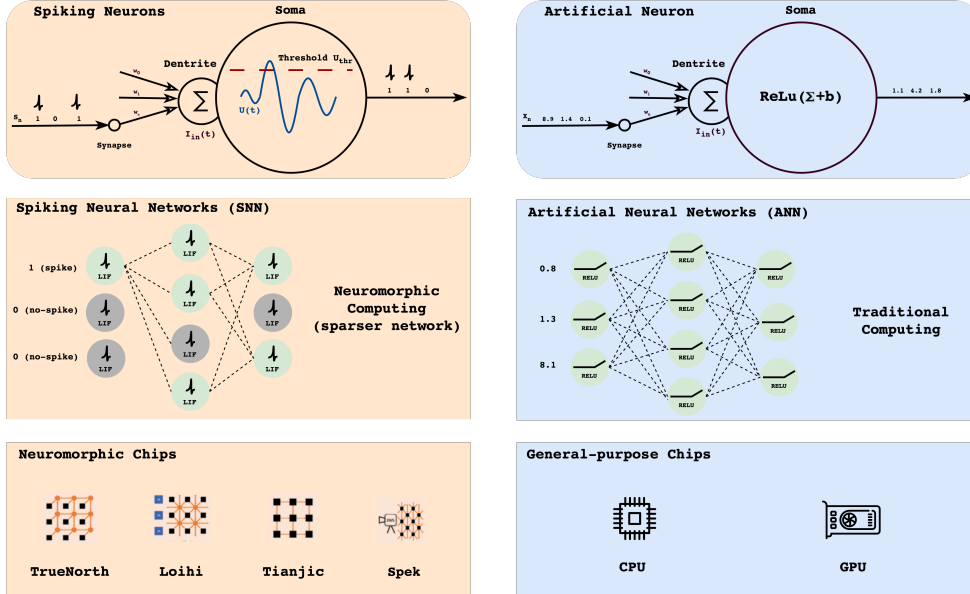 Spiking Neurons
Soma
Dentrite
Threshold Uthr
w₀
w₁
wₙ
Σ
U(t)
Iin(t)
Sn 1 0 1
Synapse
1 1 0
Artificial Neuron
Soma
Dentrite
w₀
w₁
wₙ
Σ
ReLu(Σ+b)
Iin(t)
Xn 8.9 1.4 0.1
Synapse
1.1 4.2 1.8
Spiking Neural Networks (SNN)
1 (spike)
0 (no-spike)
0 (no-spike)
LIF
LIF
LIF
LIF
LIF
LIF
LIF
LIF
LIF
LIF
Neuromorphic
Computing
(sparser network)
Artificial Neural Networks (ANN)
0.8
1.3
8.1
RELU
RELU
RELU
RELU
RELU
RELU
RELU
RELU
RELU
RELU
Traditional
Computing
Neuromorphic Chips
TrueNorth
Loihi
Tianjic
Spek
General-purpose Chips
CPU
GPU